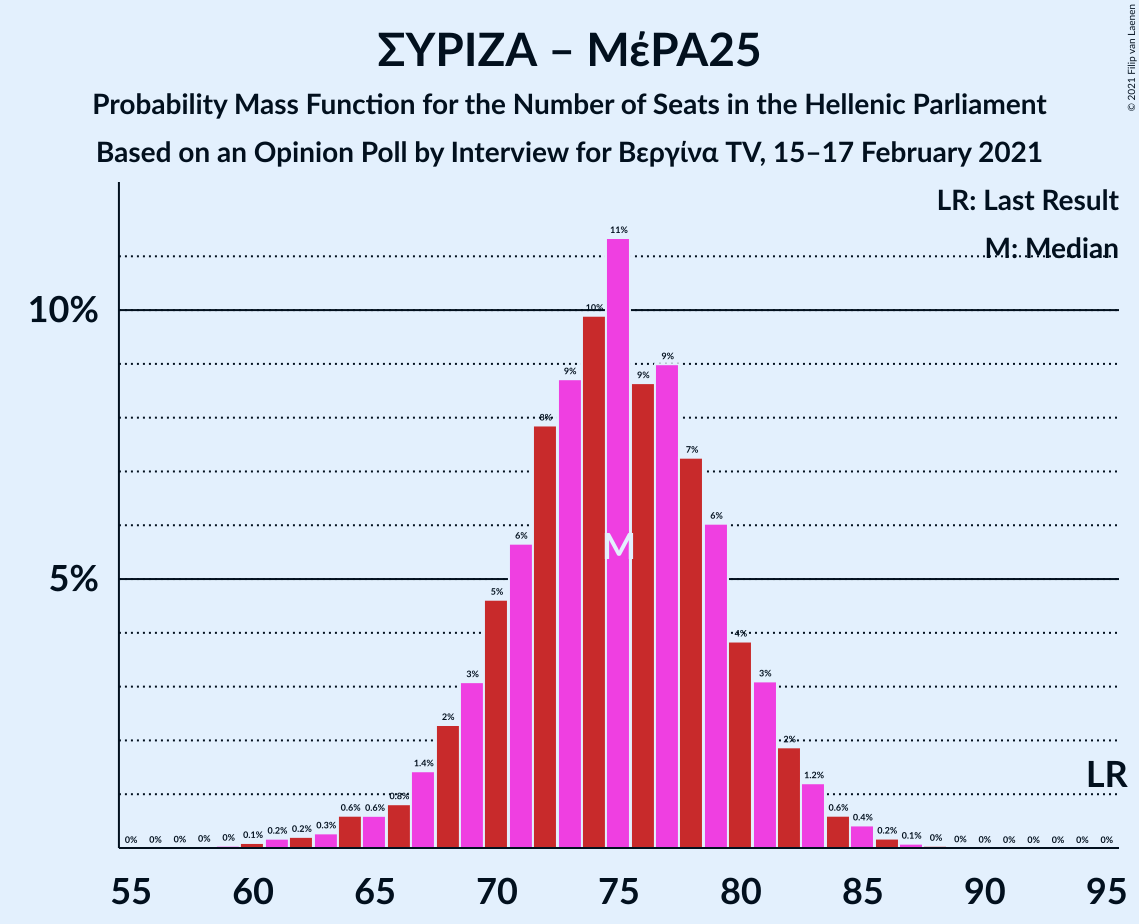 ΣΥΡΙΖΑ – ΜέΡΑ25
Probability Mass Function for the Number of Seats in the Hellenic Parliament
Based on an Opinion Poll by Interview for Βεργίνα TV, 15–17 February 2021
© 2021 Filip van Laenen
LR: Last Result
M: Median
10%
5%
0% 0% 0% 0% 0% 0.1% 0.2% 0.2% 0.3% 0.6% 0.6% 0.8% 1.4% 2% 3% 5% 6% 8% 9% 10% 11% 9% 9% 7% 6% 4% 3% 2% 1.2% 0.6% 0.4% 0.2% 0.1% 0% 0% 0% 0% 0% 0% 0% 0%
M
LR
55 60 65 70 75 80 85 90 95